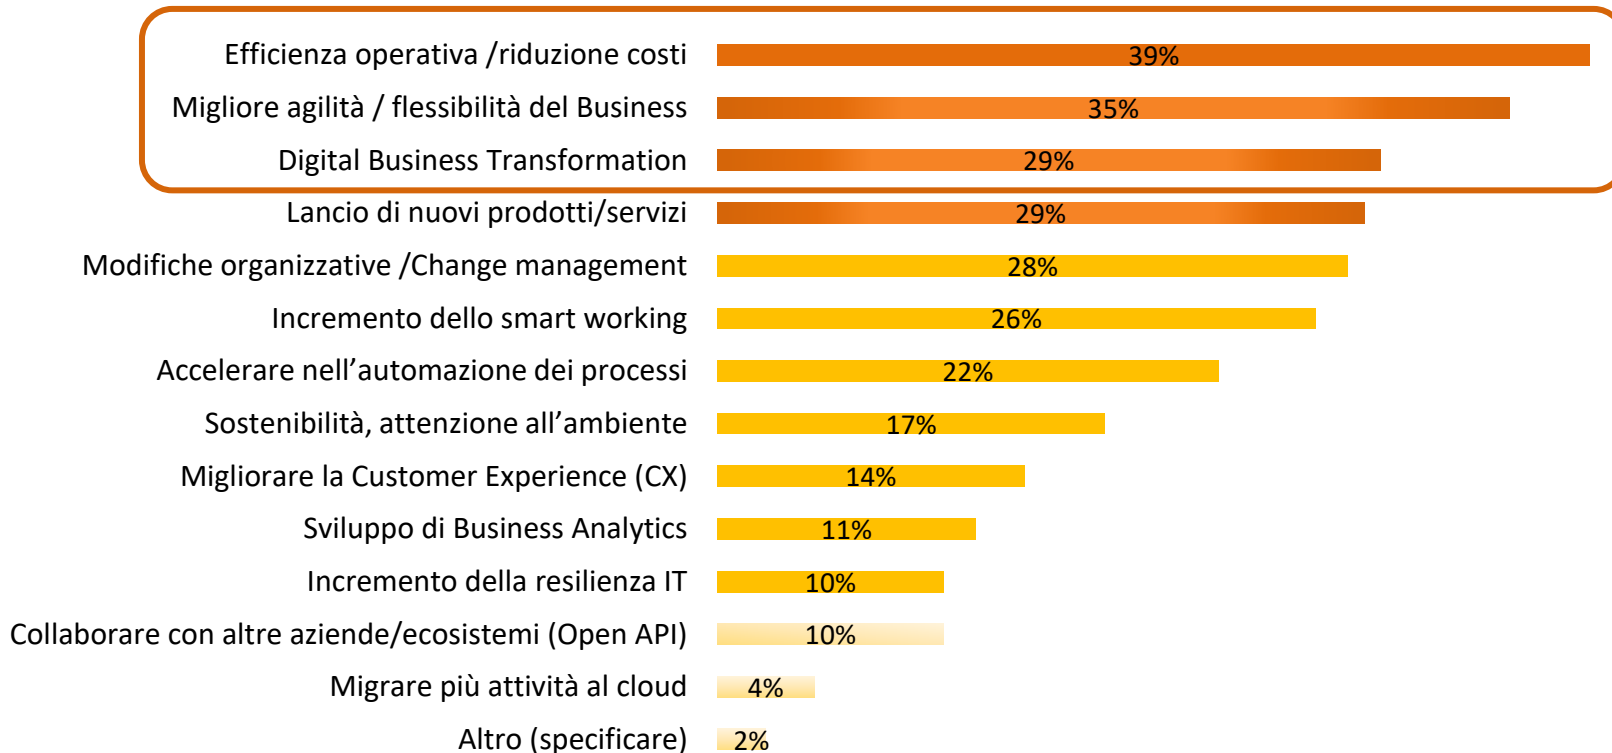 Efficienza operativa /riduzione costi 39%
Migliore agilità / flessibilità del Business 35%
Digital Business Transformation 29%
Lancio di nuovi prodotti/servizi 29%
Modifiche organizzative /Change management 28%
Incremento dello smart working 26%
Accelerare nell’automazione dei processi 22%
Sostenibilità, attenzione all’ambiente 17%
Migliorare la Customer Experience (CX) 14%
Sviluppo di Business Analytics 11%
Incremento della resilienza IT 10%
Collaborare con altre aziende/ecosistemi (Open API) 10%
Migrare più attività al cloud 4%
Altro (specificare) 2%